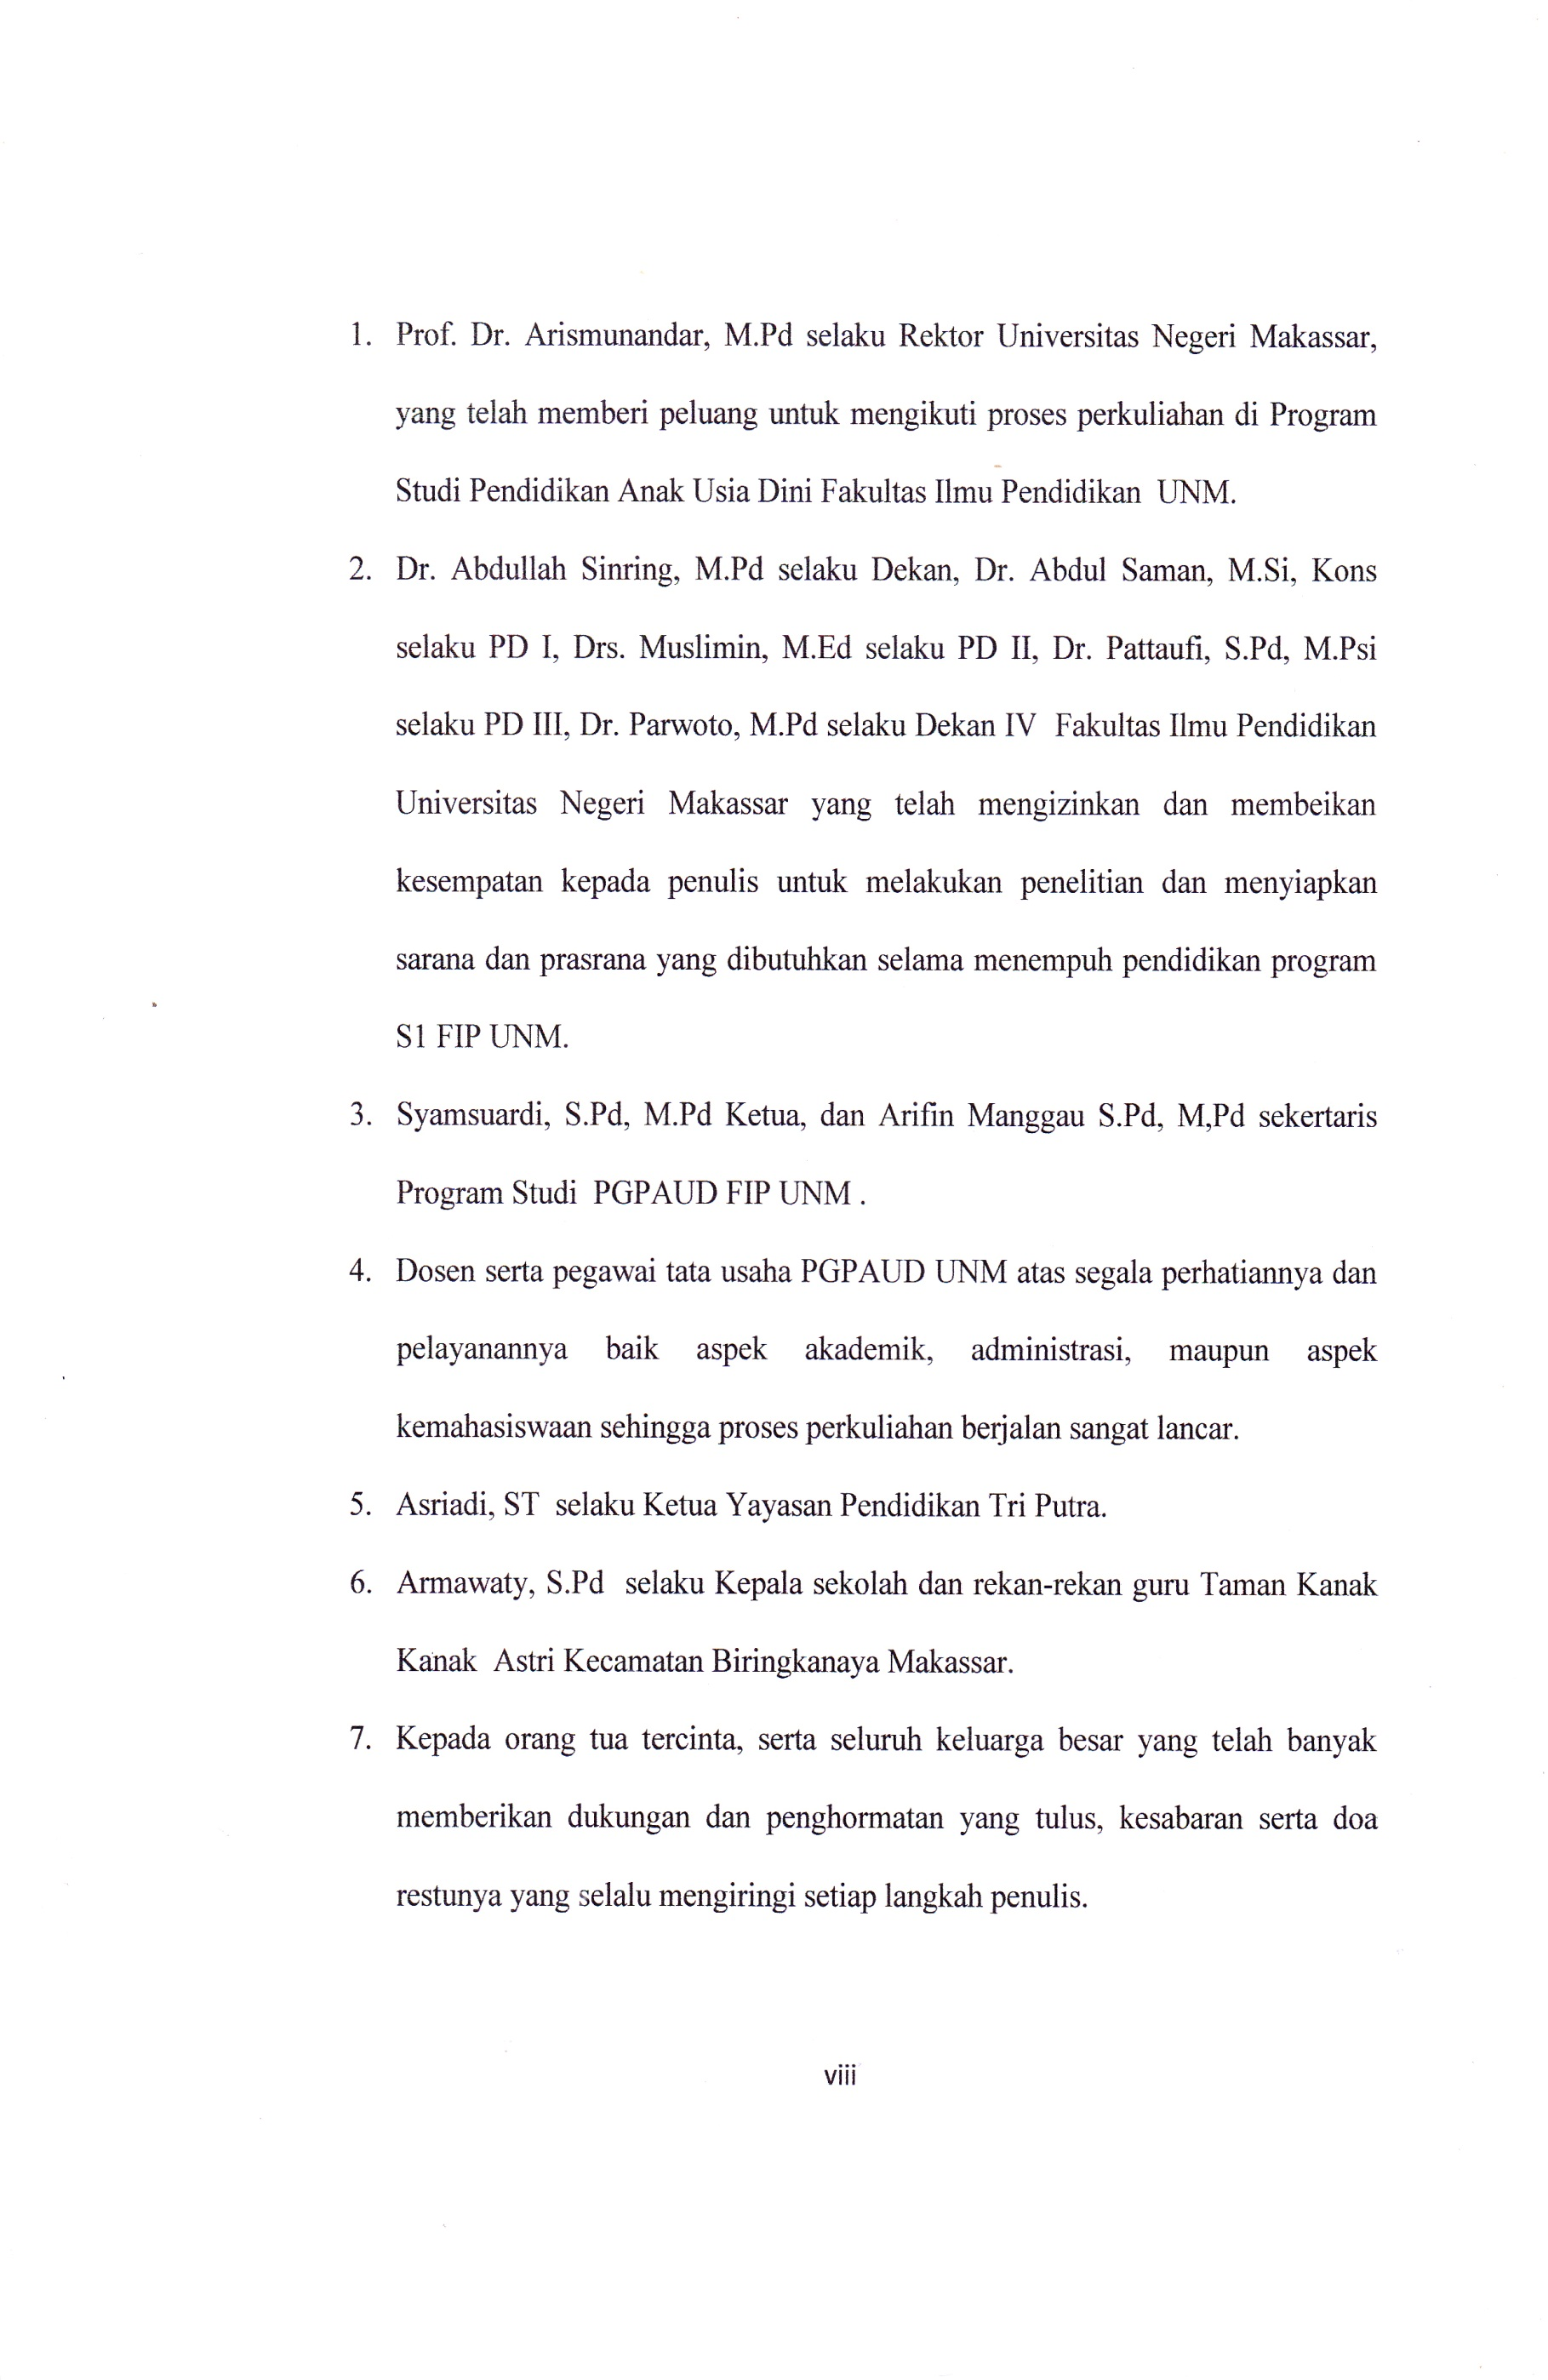 1. Prof. Dr. Arismunandar, M.Pd selaku Rektor Universitas Negeri Makassar,
yang telah memberi peluang untuk mengikuti proses perkuliahan di Program
Studi Pendidikan Anak Usia Dini Fakultas Ilmu Pendidikan UNM.
2. Dr. Abdullah Sinring, M.Pd selaku Dekan, Dr. Abdul Saman, M.Si, Kons
selaku PD I, Drs. Muslimin, M.Ed selaku PD II, Dr. Pattaufi, S.Pd, M.Psi
selaku PD III, Dr. Parwoto, M.Pd selaku Dekan IV Fakultas Ilmu Pendidikan
Universitas Negeri Makassar yang telah mengizinkan dan membeikan
kesempatan kepada penulis untuk melakukan penelitian dan menyiapkan
sarana dan prasrana yang dibutuhkan selama menempuh pendidikan program
S1 FIP UNM.
3. Syamsuardi, S.Pd, M.Pd Ketua, dan Arifin Manggau S.Pd, M,Pd sekertaris
Program Studi PGPAUD FIP UNM .
4. Dosen serta pegawai tata usaha PGPAUD UNM atas segala perhatiannya dan
pelayanannya baik aspek akademik, administrasi, maupun aspek
kemahasiswaan sehingga proses perkuliahan berjalan sangat lancar.
5. Asriadi, ST selaku Ketua Yayasan Pendidikan Tri Putra.
6. Armawaty, S.Pd selaku Kepala sekolah dan rekan-rekan guru Taman Kanak
Kanak Astri Kecamatan Biringkanaya Makassar.
7. Kepada orang tua tercinta, serta seluruh keluarga besar yang telah banyak
memberikan dukungan dan penghormatan yang tulus, kesabaran serta doa
restunya yang selalu mengiringi setiap langkah penulis.
viii